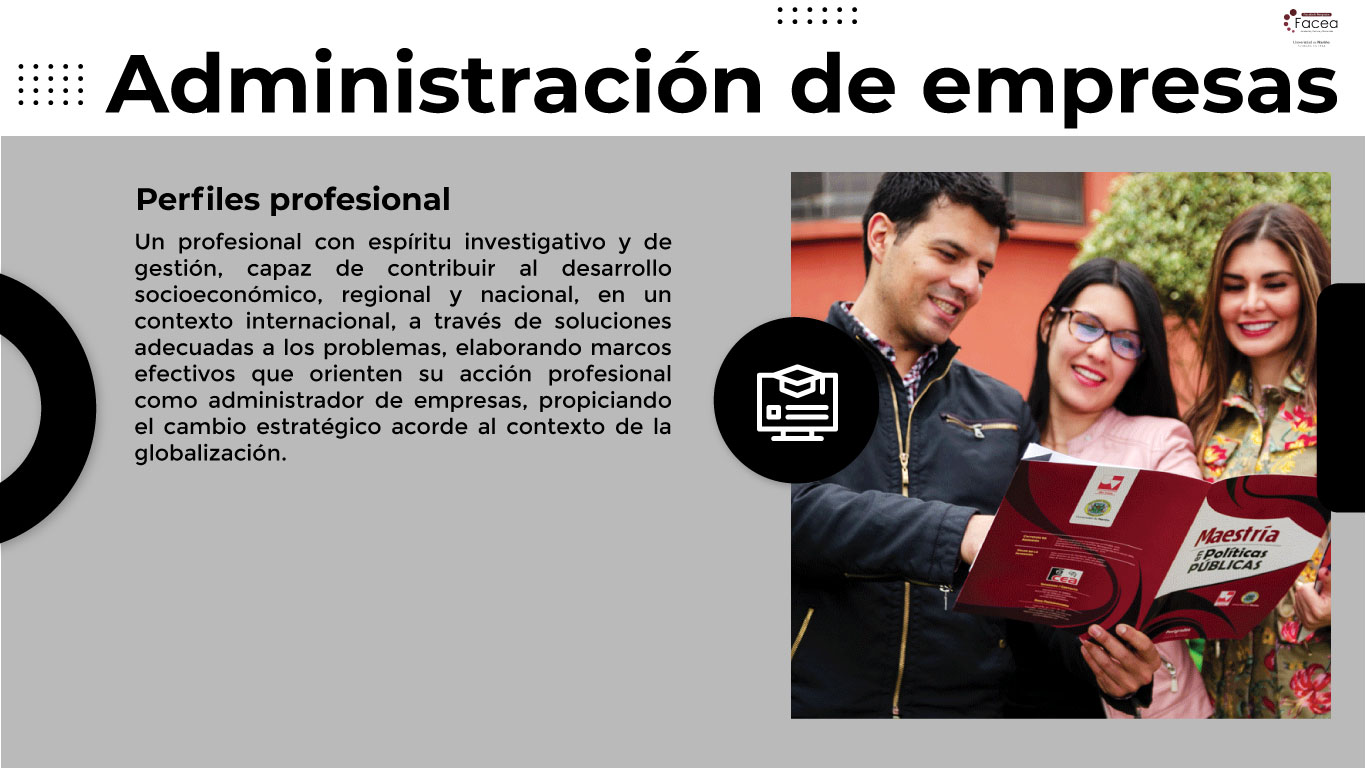 Facea
Universidad de Nariño
Administración de empresas
Perfiles profesional
Un profesional con espíritu investigativo y de
gestión, capaz de contribuir al desarrollo
socioeconómico, regional y nacional, en un
contexto internacional, a través de soluciones
adecuadas a los problemas, elaborando marcos
efectivos que orienten su acción profesional
como administrador de empresas, propiciando
el cambio estratégico acorde al contexto de la
globalización.
Maestría
en Políticas
PÚBLICAS